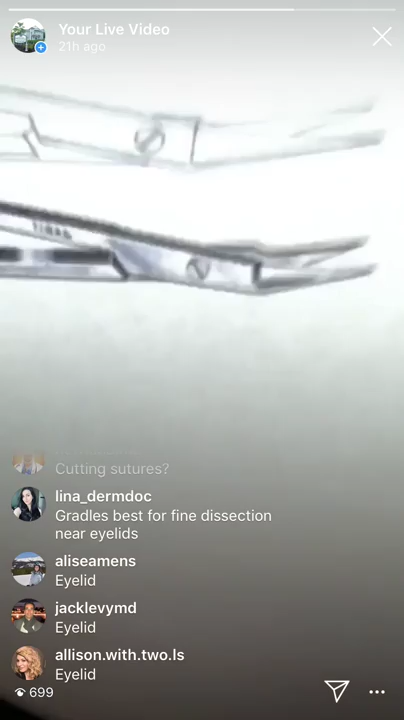 Your Live Video
21h ago
Cutting sutures?
lina_dermdoc
Gradles best for fine dissection
near eyelids
aliseamens
Eyelid
jacklevymd
Eyelid
allison.with.two.ls
Eyelid
699